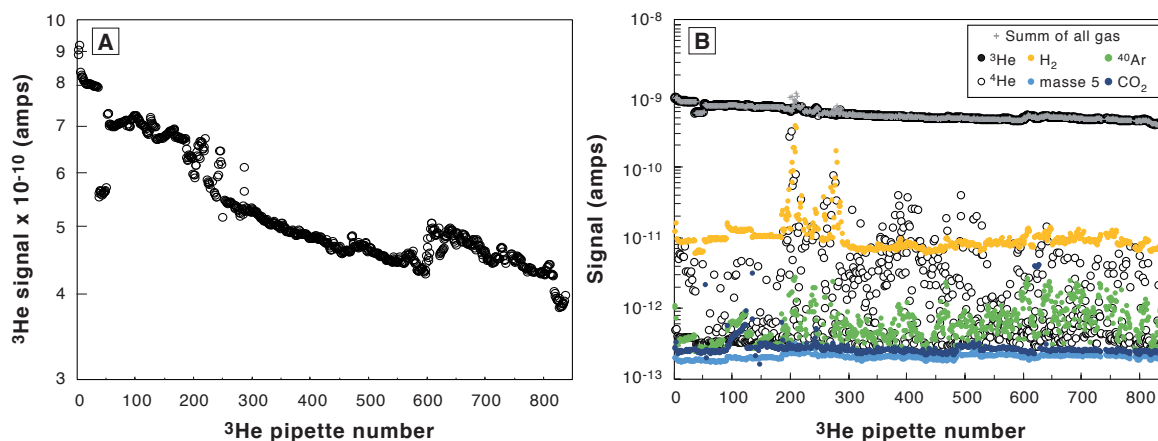 A
10
9
8
7
6
5
4
3
0 100 200 300 400 500 600 700 800
³He signal x 10⁻¹⁰ (amps)
³He pipette number
B
+ Summ of all gas
³He H₂ ⁴⁰Ar
⁴He masse 5 CO₂
10⁻⁸
10⁻⁹
10⁻¹⁰
10⁻¹¹
10⁻¹²
10⁻¹³
0 100 200 300 400 500 600 700 800
Signal (amps)
³He pipette number